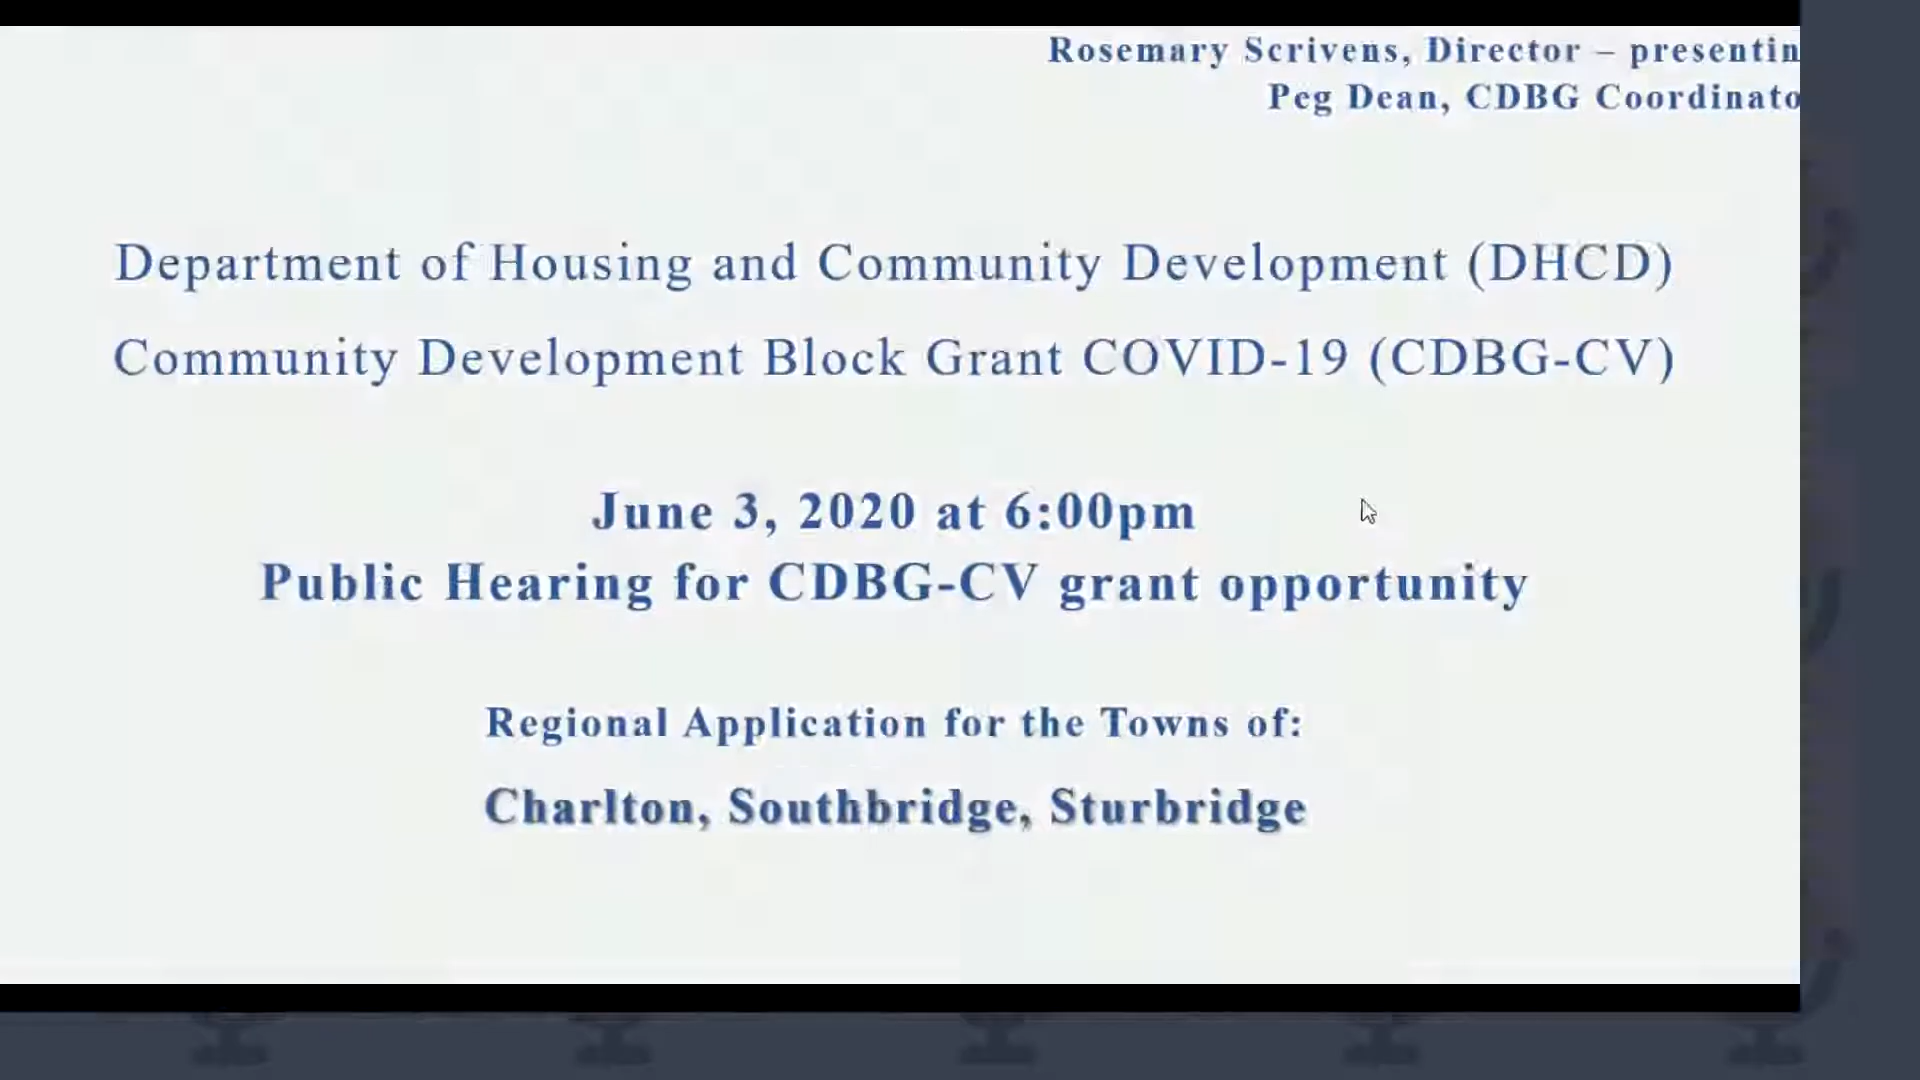 Rosemary Scrivens, Director – presentin
Peg Dean, CDBG Coordinato
Department of Housing and Community Development (DHCD)
Community Development Block Grant COVID-19 (CDBG-CV)
June 3, 2020 at 6:00pm
Public Hearing for CDBG-CV grant opportunity
Regional Application for the Towns of:
Charlton, Southbridge, Sturbridge